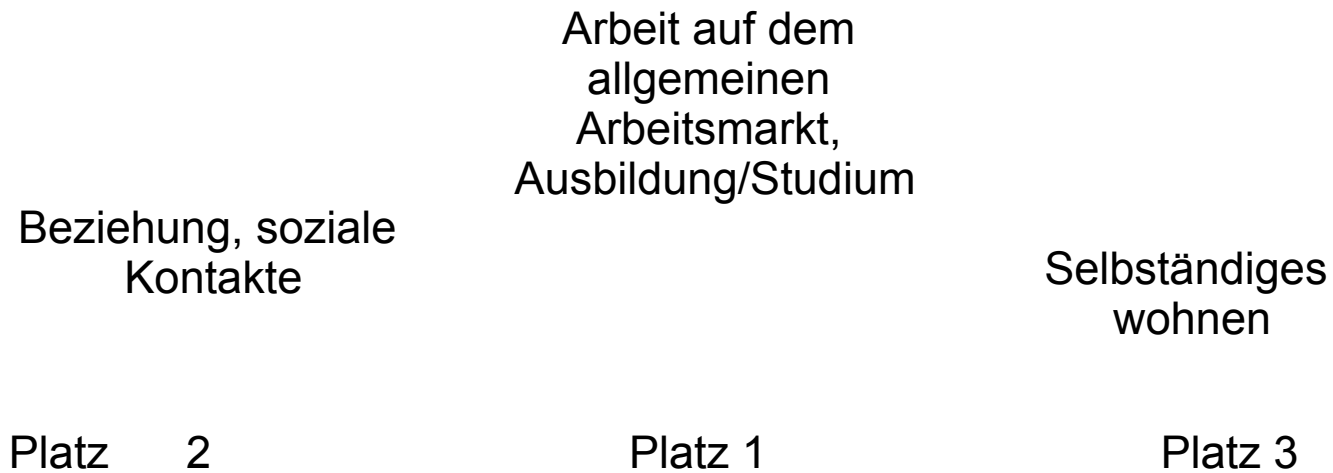 Arbeit auf dem
allgemeinen
Arbeitsmarkt,
Ausbildung/Studium
Beziehung, soziale
Kontakte
Selbständiges
wohnen
Platz 2
Platz 1
Platz 3